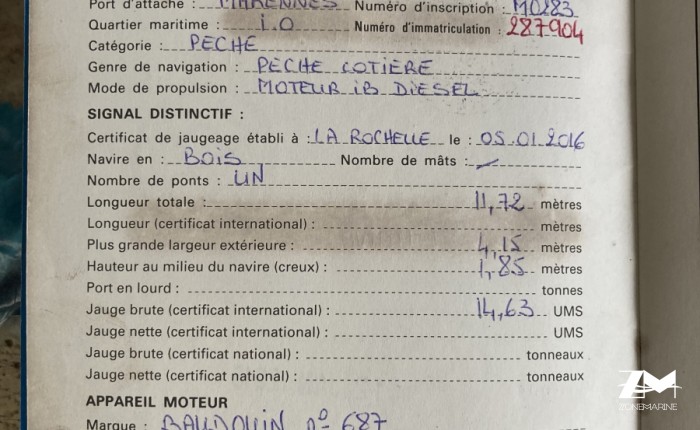 Port d'attache : MARENNES Numéro d'inscription : M0283
Quartier maritime : I.O Numéro d'immatriculation : 287904
Catégorie : PECHE
Genre de navigation : PECHE COTIERE
Mode de propulsion : MOTEUR IB DIESEL
SIGNAL DISTINCTIF :
Certificat de jaugeage établi à : LA ROCHELLE le : 05.01.2016
Navire en : BOIS Nombre de mâts : -
Nombre de ponts : UN
Longueur totale : 11,72 mètres
Longueur (certificat international) : mètres
Plus grande largeur extérieure : 4,15 mètres
Hauteur au milieu du navire (creux) : 1,85 mètres
Port en lourd : tonnes
Jauge brute (certificat international) : 14,63 UMS
Jauge nette (certificat international) : UMS
Jauge brute (certificat national) : tonneaux
Jauge nette (certificat national) : tonneaux
APPAREIL MOTEUR
Marque : BAUDOUIN n° 687
ZM
ZONEMARINE